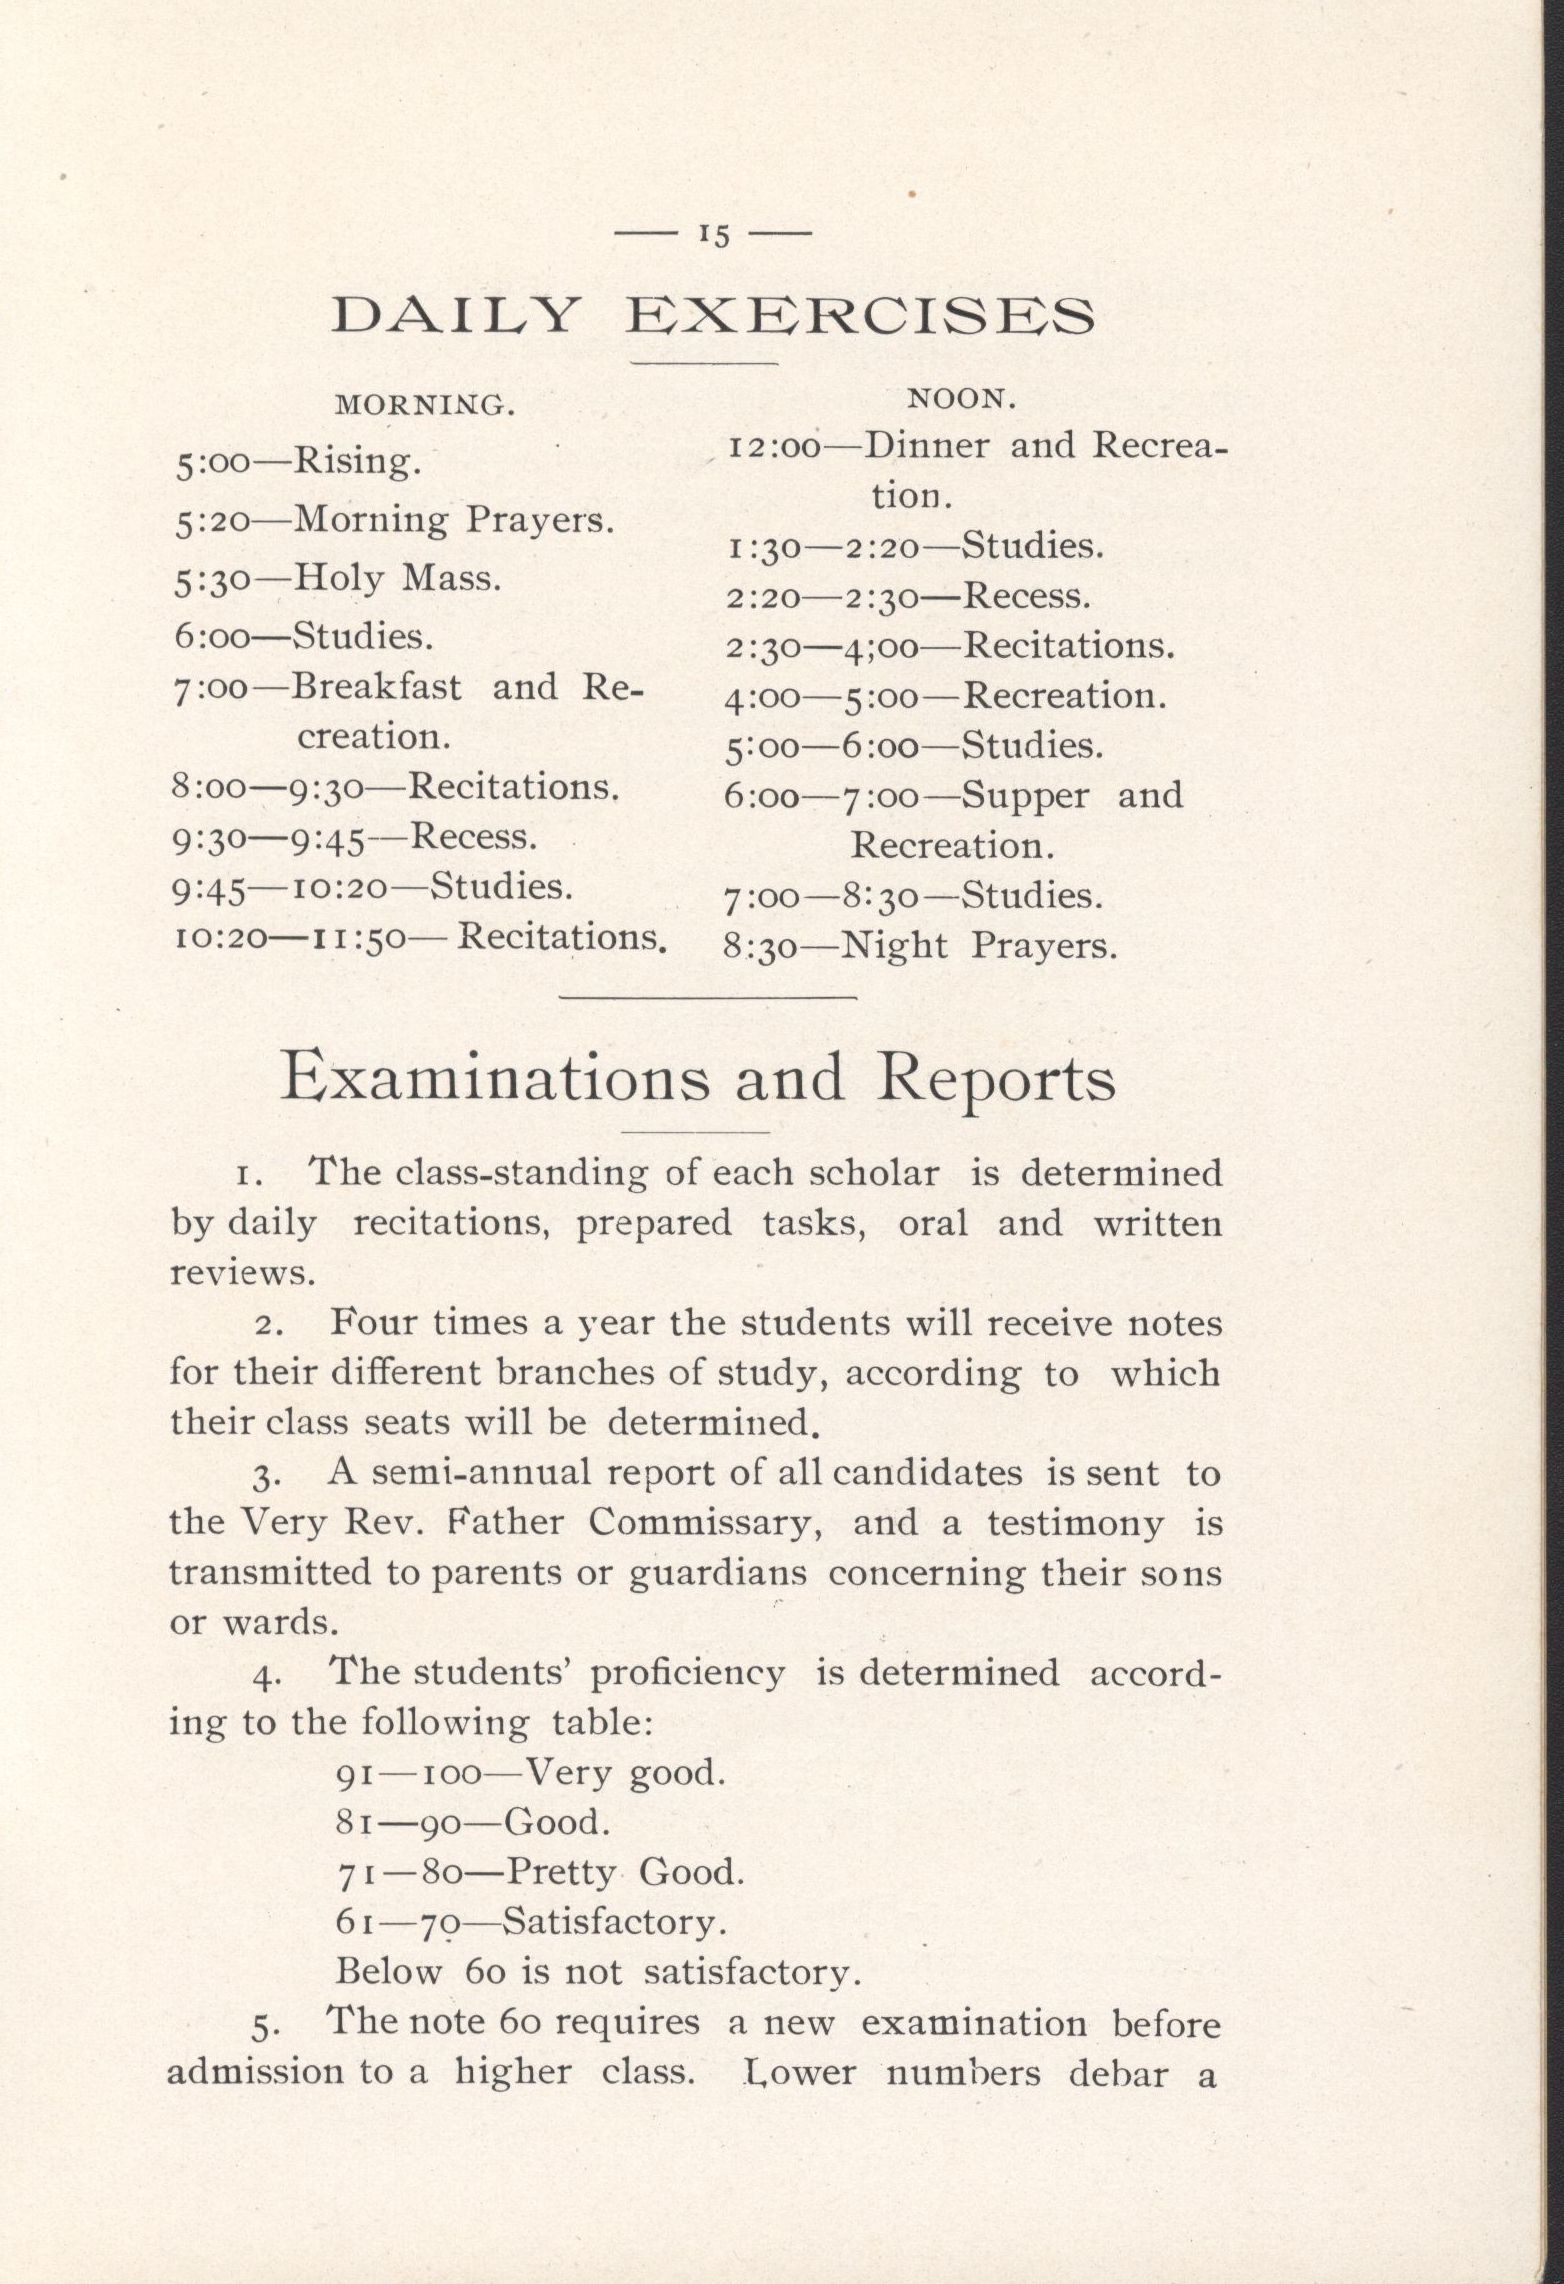 — 15 —
DAILY EXERCISES
MORNING.
5:00—Rising.
5:20—Morning Prayers.
5:30—Holy Mass.
6:00—Studies.
7:00—Breakfast and Re-
creation.
8:00—9:30—Recitations.
9:30—9:45—Recess.
9:45—10:20—Studies.
10:20—11:50— Recitations.
NOON.
12:00—Dinner and Recrea-
tion.
1:30—2:20—Studies.
2:20—2:30—Recess.
2:30—4;00—Recitations.
4:00—5:00—Recreation.
5:00—6:00—Studies.
6:00—7:00—Supper and
Recreation.
7:00—8:30—Studies.
8:30—Night Prayers.
Examinations and Reports
1. The class-standing of each scholar is determined
by daily recitations, prepared tasks, oral and written
reviews.
2. Four times a year the students will receive notes
for their different branches of study, according to which
their class seats will be determined.
3. A semi-annual report of all candidates is sent to
the Very Rev. Father Commissary, and a testimony is
transmitted to parents or guardians concerning their sons
or wards.
4. The students' proficiency is determined accord-
ing to the following table:
91—100—Very good.
81—90—Good.
71—80—Pretty Good.
61—70—Satisfactory.
Below 60 is not satisfactory.
5. The note 60 requires a new examination before
admission to a higher class. Lower numbers debar a